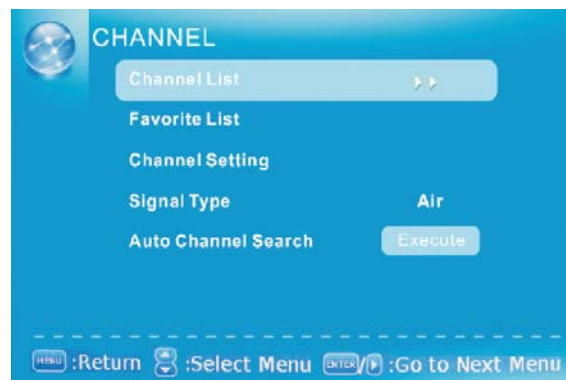 CHANNEL
Channel List
Favorite List
Channel Setting
Signal Type Air
Auto Channel Search Execute
MENU :Return :Select Menu ENTER / :Go to Next Menu